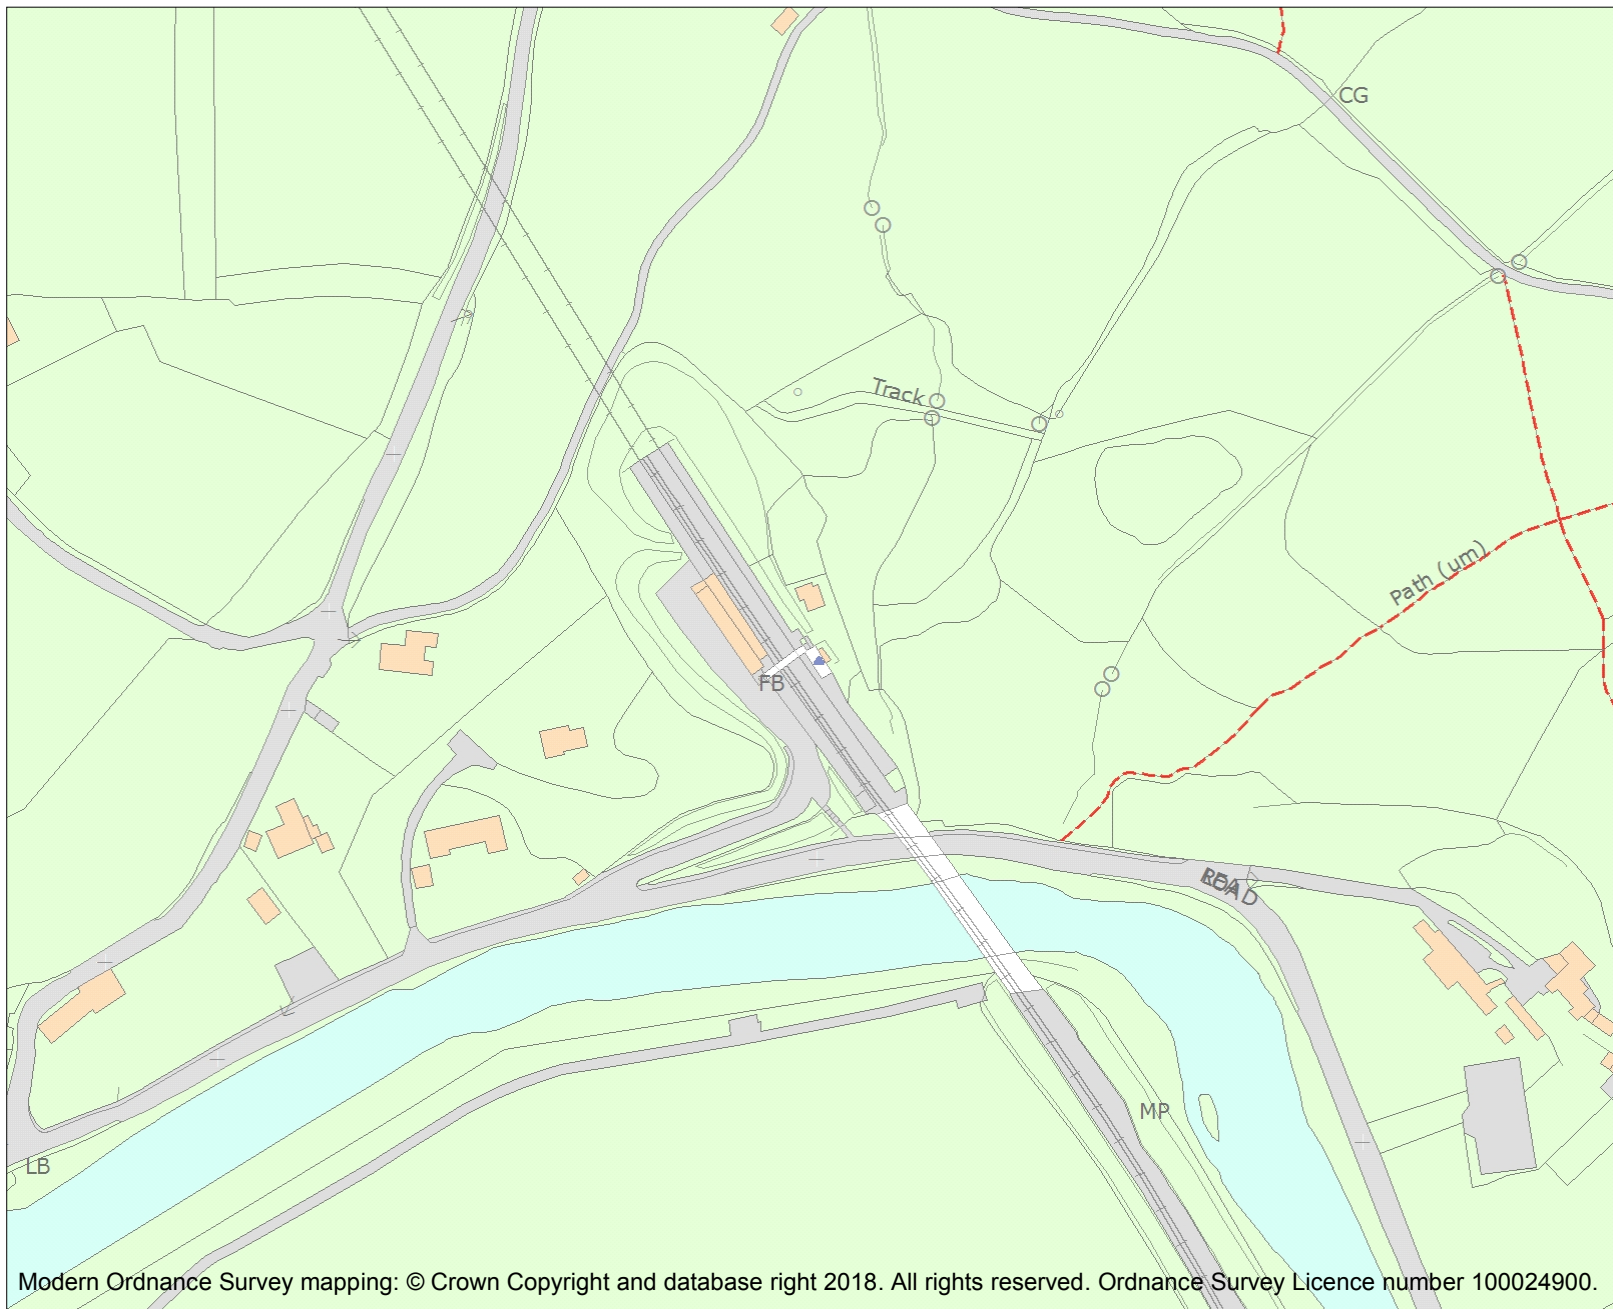 CG
Track
Path (um)
FB
ROAD
MP
LB
Modern Ordnance Survey mapping: © Crown Copyright and database right 2018. All rights reserved. Ordnance Survey Licence number 100024900.